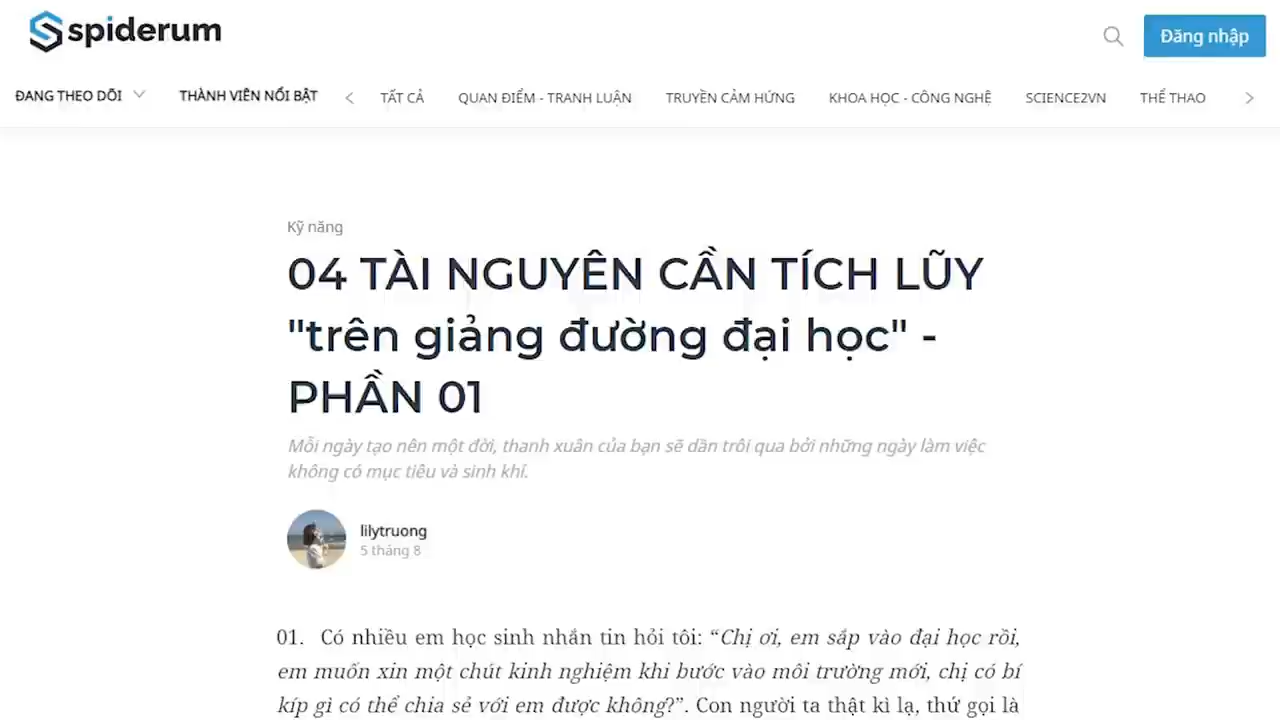 spiderum
Đăng nhập
ĐANG THEO DÕI THÀNH VIÊN NỔI BẬT TẤT CẢ QUAN ĐIỂM - TRANH LUẬN TRUYỀN CẢM HỨNG KHOA HỌC - CÔNG NGHỆ SCIENCE2VN THỂ THAO
Kỹ năng
04 TÀI NGUYÊN CẦN TÍCH LŨY
"trên giảng đường đại học" -
PHẦN 01
Mỗi ngày tạo nên một đời, thanh xuân của bạn sẽ dần trôi qua bởi những ngày làm việc
không có mục tiêu và sinh khí.
lilytruong
5 tháng 8
01. Có nhiều em học sinh nhắn tin hỏi tôi: “Chị ơi, em sắp vào đại học rồi,
em muốn xin một chút kinh nghiệm khi bước vào môi trường mới, chị có bí
kíp gì có thể chia sẻ với em được không?”. Con người ta thật kì lạ, thứ gọi là